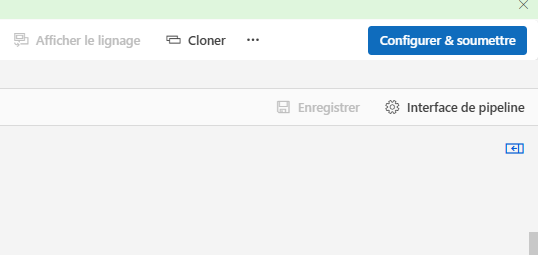 Afficher le lignage Cloner ··· Configurer & soumettre
Enregistrer Interface de pipeline